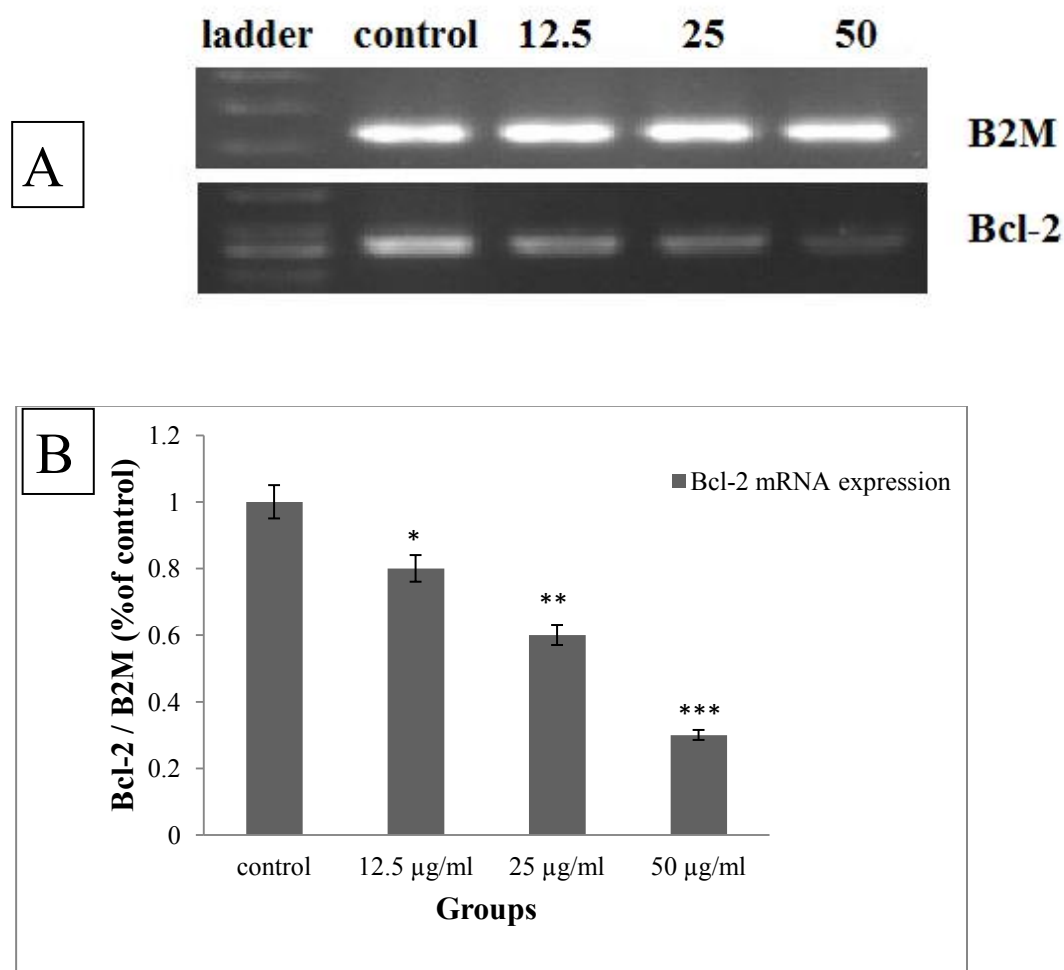 ladder control 12.5 25 50
A
B2M
Bcl-2
B
Bcl-2 / B2M (%of control)
1.2
1
0.8
0.6
0.4
0.2
0
*
**
***
Bcl-2 mRNA expression
control 12.5 µg/ml 25 µg/ml 50 µg/ml
Groups